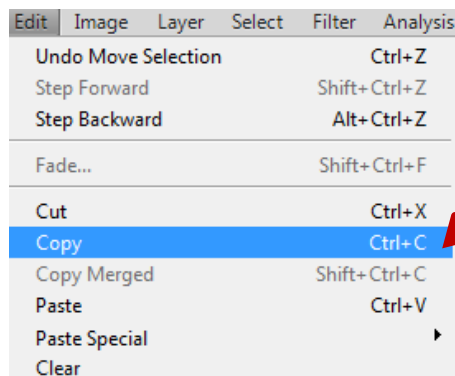 Edit Image Layer Select Filter Analysis
Undo Move Selection Ctrl+Z
Step Forward Shift+Ctrl+Z
Step Backward Alt+Ctrl+Z
Fade... Shift+Ctrl+F
Cut Ctrl+X
Copy Ctrl+C
Copy Merged Shift+Ctrl+C
Paste Ctrl+V
Paste Special
Clear